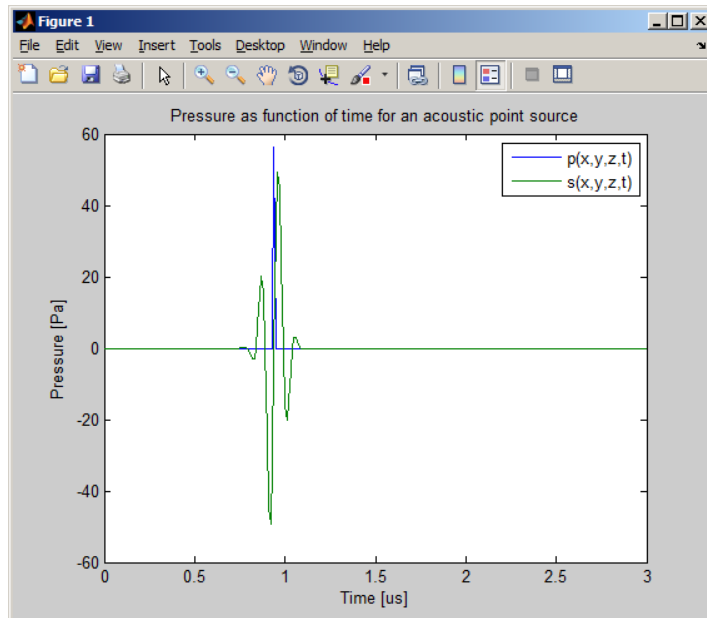 Figure 1
File Edit View Insert Tools Desktop Window Help
Pressure as function of time for an acoustic point source
p(x,y,z,t)
s(x,y,z,t)
60
40
20
0
-20
-40
-60
Pressure [Pa]
0 0.5 1 1.5 2 2.5 3
Time [us]